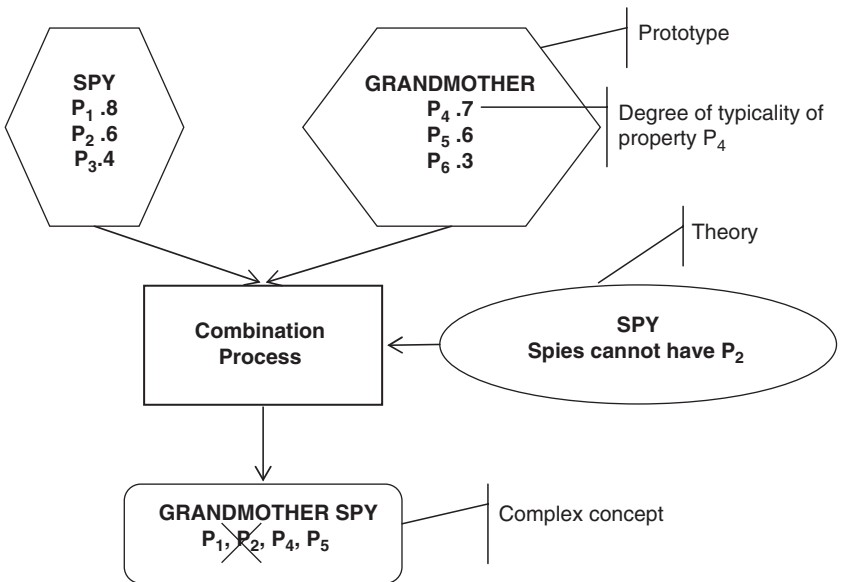 SPY
P1 .8
P2 .6
P3.4
GRANDMOTHER
P4 .7
P5 .6
P6 .3
Prototype
Degree of typicality of
property P4
Theory
SPY
Spies cannot have P2
Combination
Process
GRANDMOTHER SPY
P1, P2, P4, P5
Complex concept